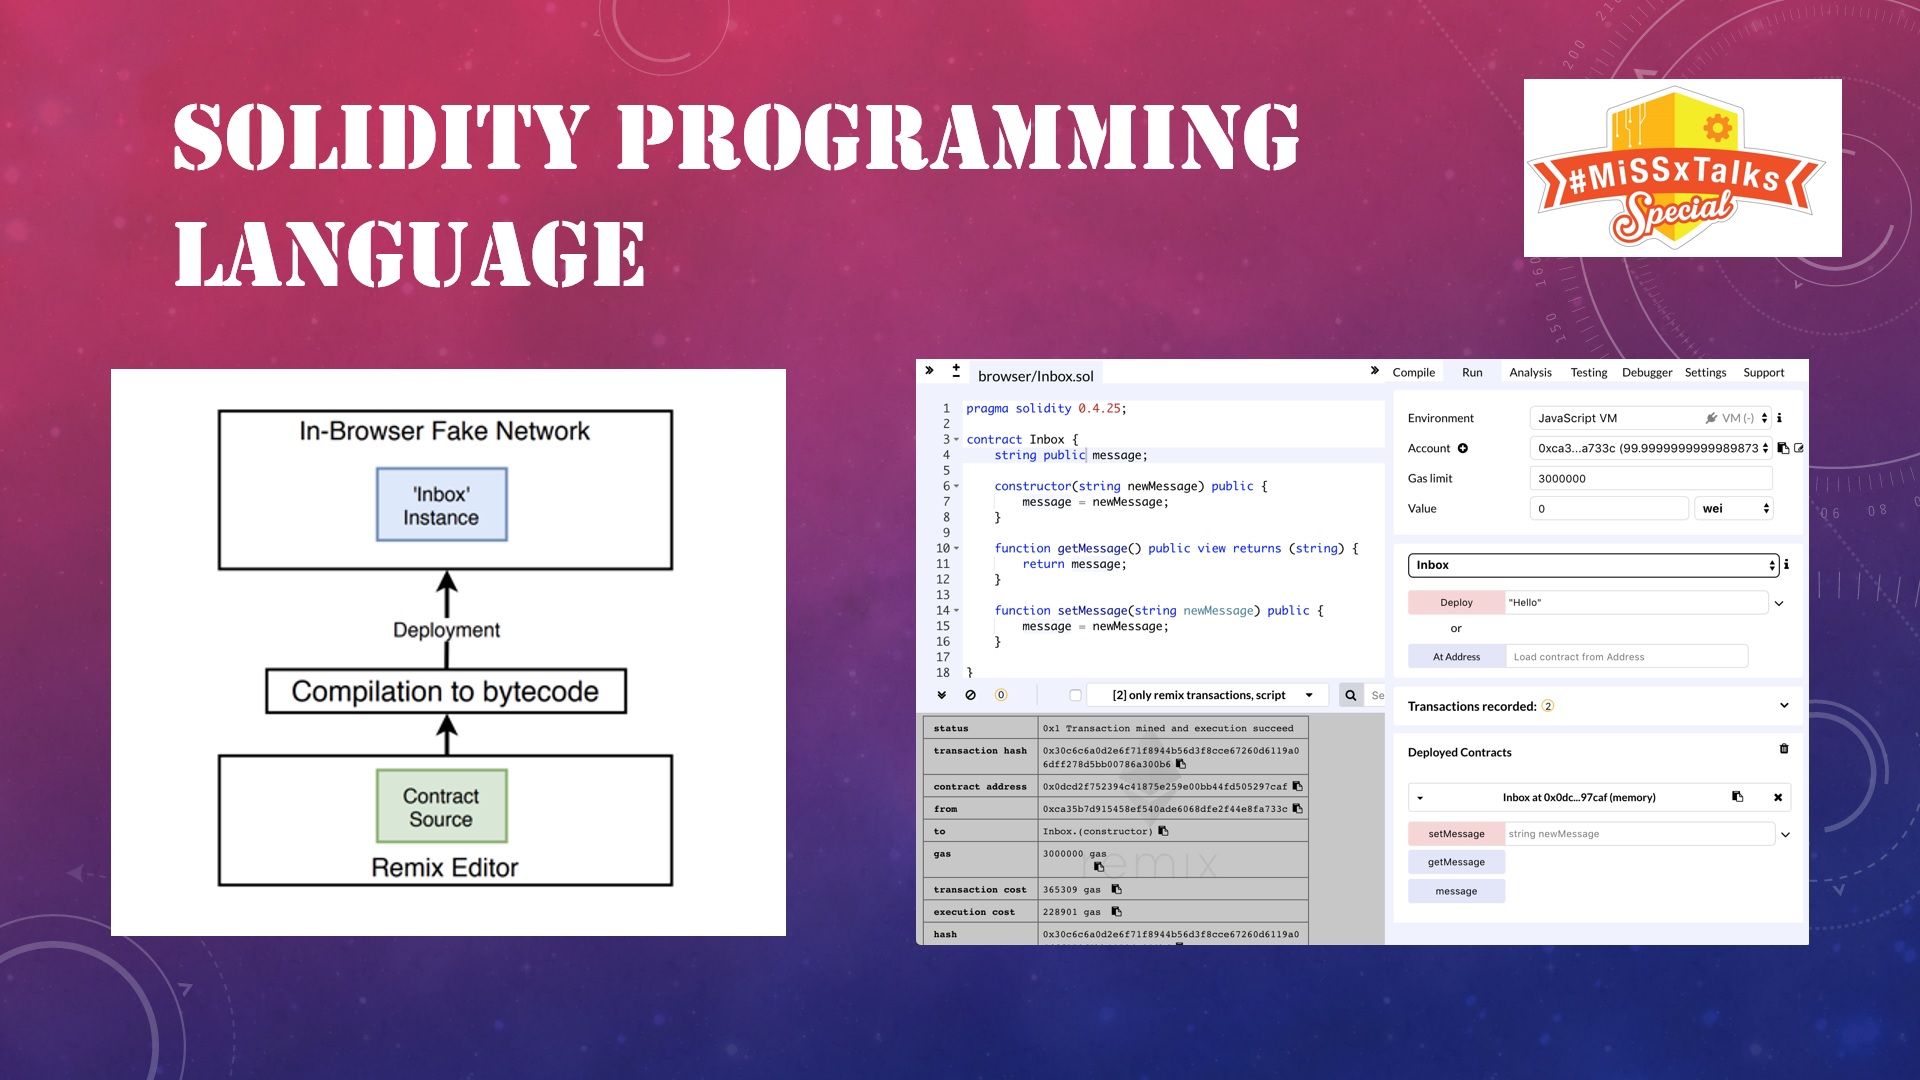 SOLIDITY PROGRAMMING
LANGUAGE
#MiSSxTalks
Special
In-Browser Fake Network
'Inbox'
Instance
Deployment
Compilation to bytecode
Contract
Source
Remix Editor
browser/Inbox.sol
1 pragma solidity 0.4.25;
2
3 contract Inbox {
4 string public message;
5
6 constructor(string newMessage) public {
7 message = newMessage;
8 }
9
10 function getMessage() public view returns (string) {
11 return message;
12 }
13
14 function setMessage(string newMessage) public {
15 message = newMessage;
16 }
17
18 }
0 [2] only remix transactions, script Se
status 0x1 Transaction mined and execution succeed
transaction hash 0x30c6c6a0d2e6f71f8944b56d3f8cce67260d6119a0
6dff278d5bb00786a300b6
contract address 0x0dcd2f752394c41875e259e00bb44fd505297caf
from 0xca35b7d915458ef540ade6068dfe2f44e8fa733c
to Inbox.(constructor)
gas 3000000 gas
remix
transaction cost 365309 gas
execution cost 228901 gas
hash 0x30c6c6a0d2e6f71f8944b56d3f8cce67260d6119a0
Compile Run Analysis Testing Debugger Settings Support
Environment JavaScript VM VM (-)
Account 0xca3...a733c (99.9999999999989873
Gas limit 3000000
Value 0 wei
Inbox
Deploy "Hello"
or
At Address Load contract from Address
Transactions recorded: 2
Deployed Contracts
Inbox at 0x0dc...97caf (memory)
setMessage string newMessage
getMessage
message
200
160
150
90
80